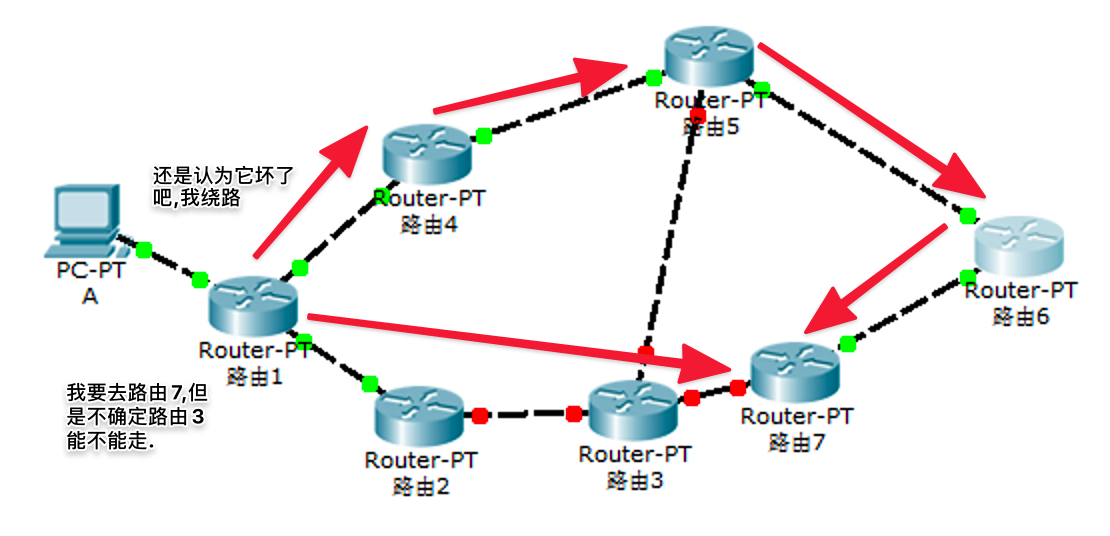 Router-PT
路由5
还是认为它坏了
吧,我绕路
Router-PT
路由4
PC-PT
A
Router-PT
路由6
Router-PT
路由1
我要去路由7,但
是不确定路由3
能不能走.
Router-PT
路由7
Router-PT
路由2
Router-PT
路由3